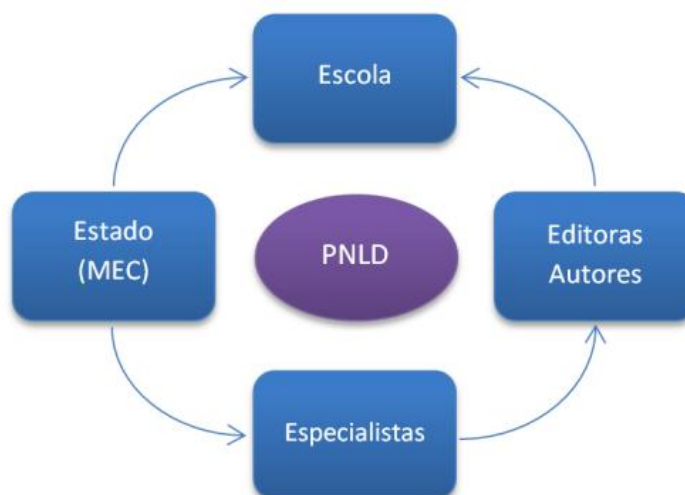 Escola
Estado
(MEC)
PNLD
Editoras
Autores
Especialistas